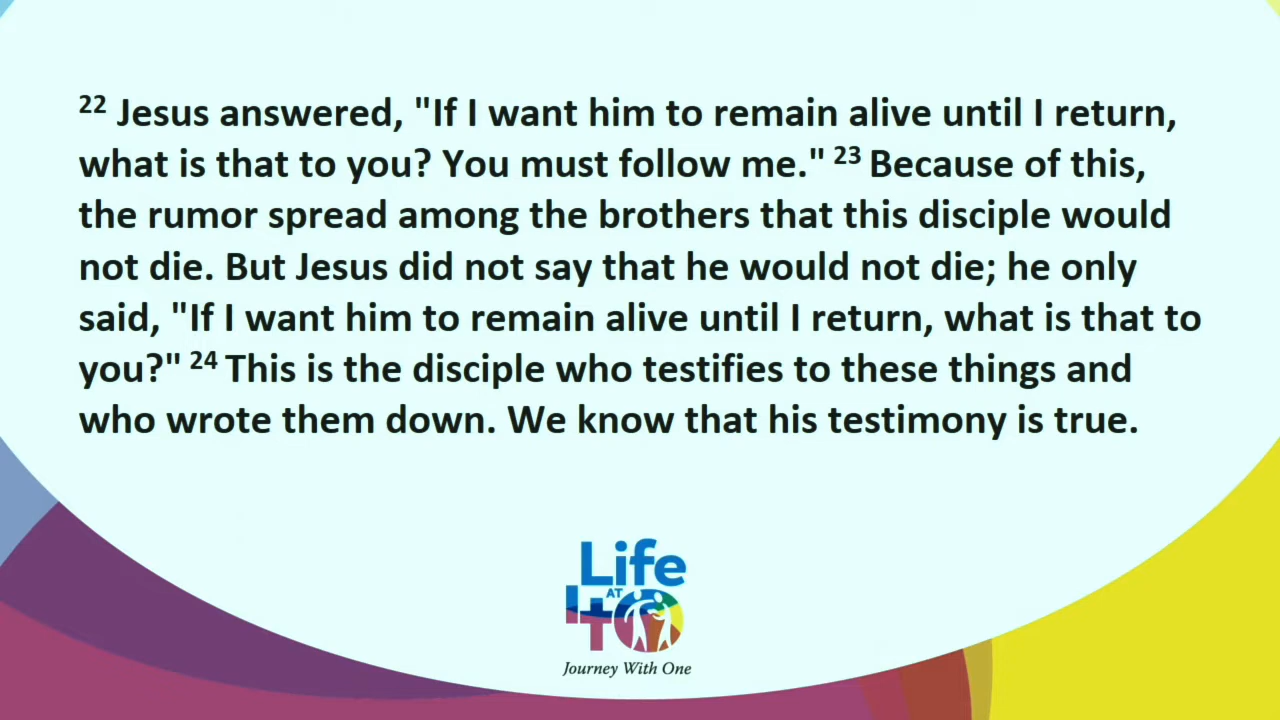 22 Jesus answered, "If I want him to remain alive until I return,
what is that to you? You must follow me." 23 Because of this,
the rumor spread among the brothers that this disciple would
not die. But Jesus did not say that he would not die; he only
said, "If I want him to remain alive until I return, what is that to
you?" 24 This is the disciple who testifies to these things and
who wrote them down. We know that his testimony is true.
Life
AT
Journey With One